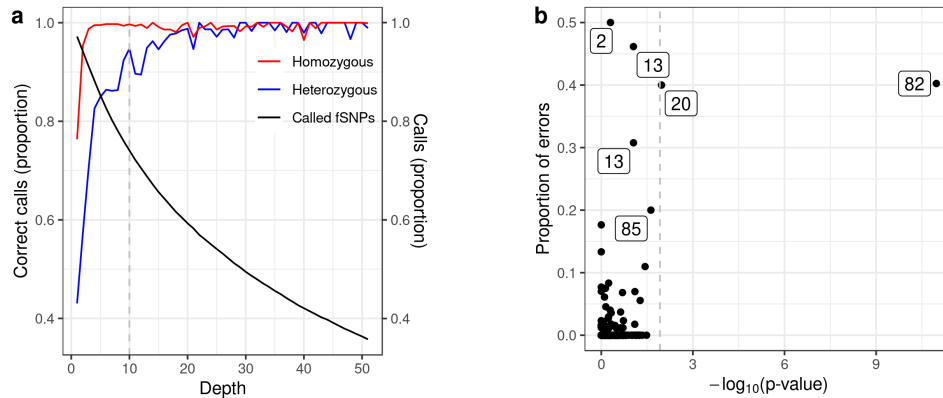 a
1.0
0.8
0.6
0.4
Correct calls (proportion)
Homozygous
Heterozygous
Called fSNPs
1.0
0.8
0.6
0.4
Calls (proportion)
0 10 20 30 40 50
Depth
b
0.5
0.4
0.3
0.2
0.1
0.0
Proportion of errors
2
13
82
20
13
85
0 3 6 9
−log10(p-value)